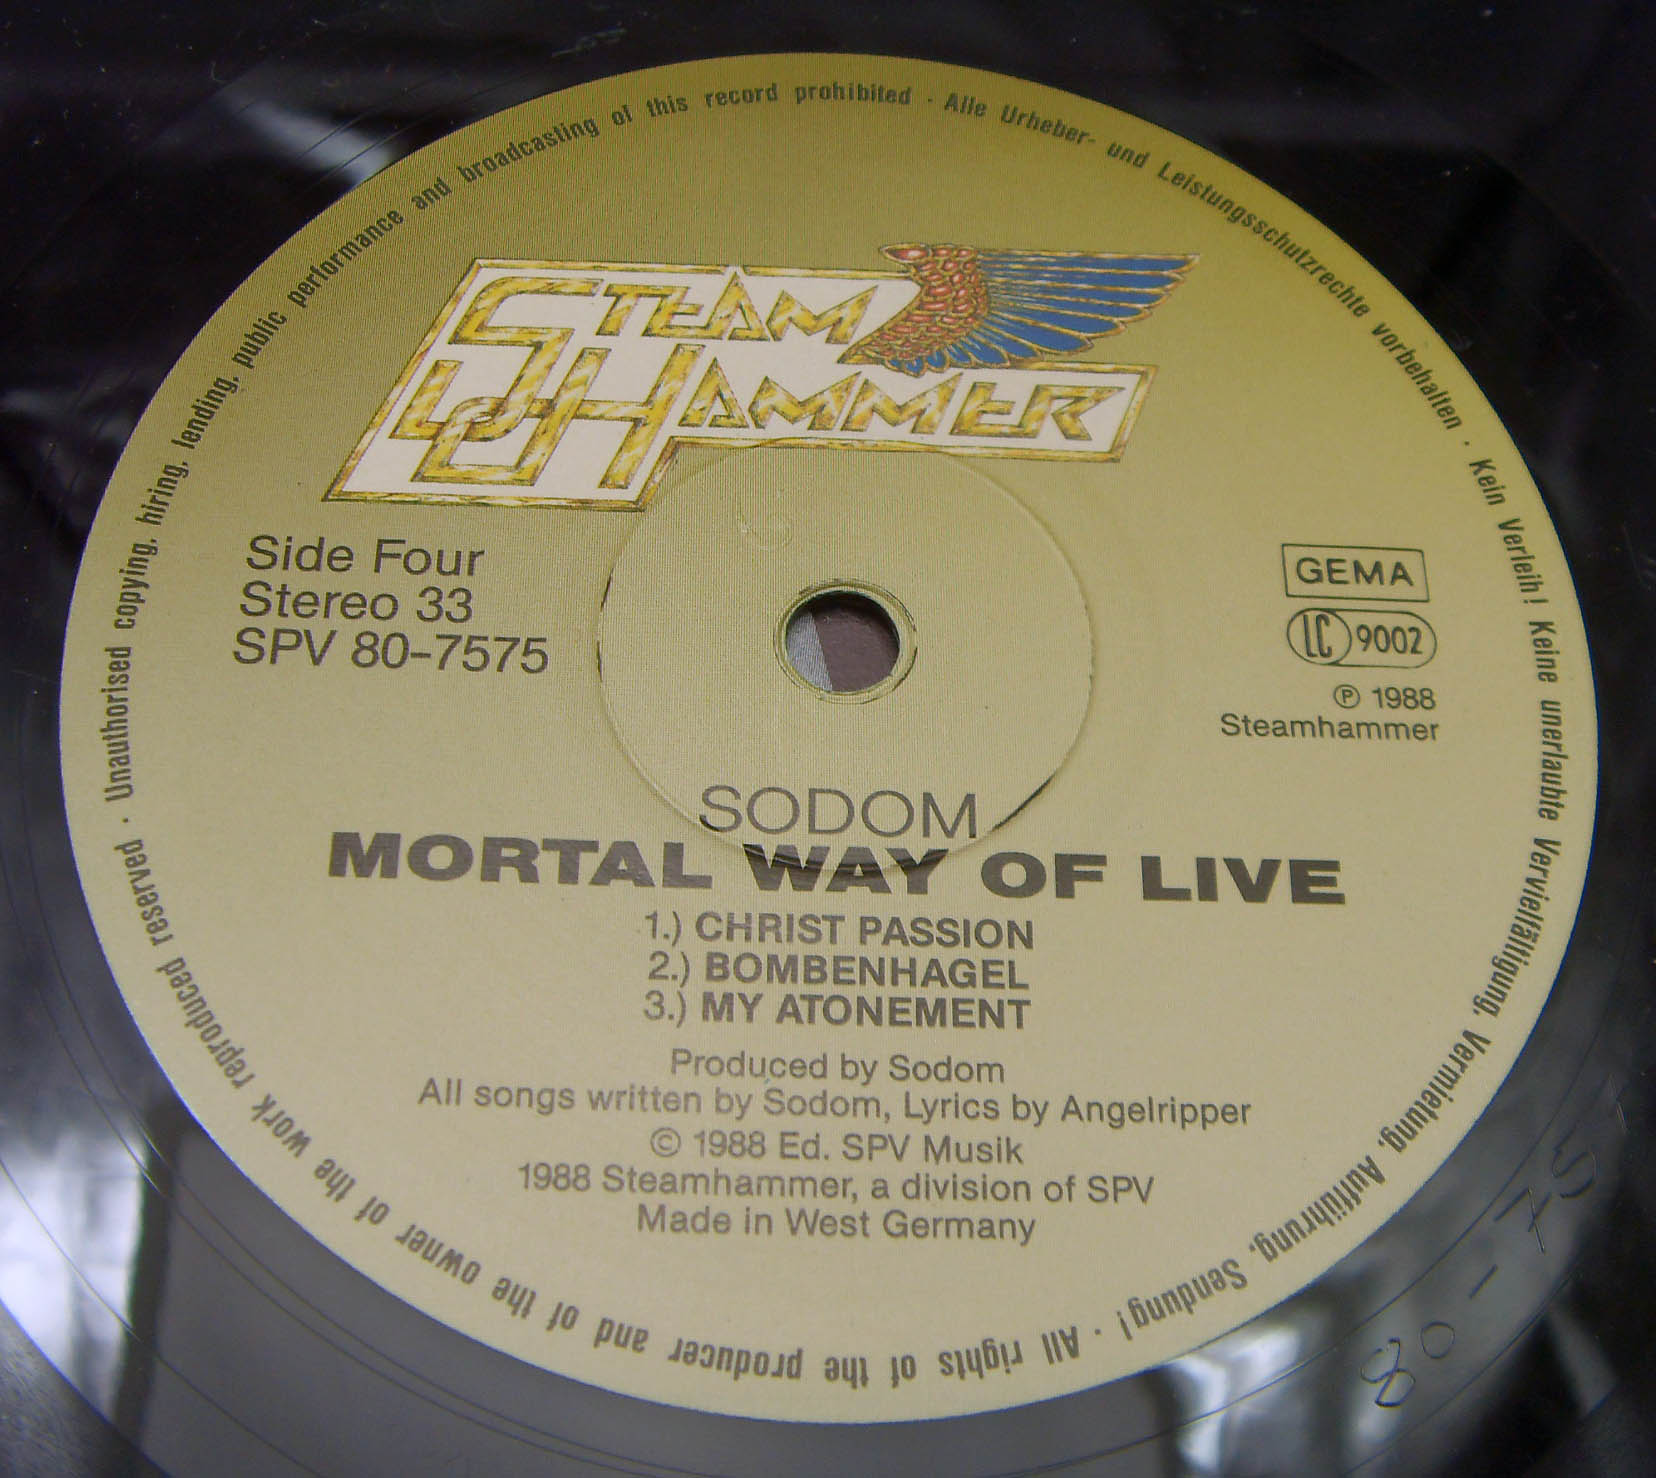 STEAM
HAMMER
Side Four
Stereo 33
SPV 80-7575
GEMA
LC 9002
℗ 1988
Steamhammer
SODOM
MORTAL WAY OF LIVE
1.) CHRIST PASSION
2.) BOMBENHAGEL
3.) MY ATONEMENT
Produced by Sodom
All songs written by Sodom, Lyrics by Angelripper
© 1988 Ed. SPV Musik
1988 Steamhammer, a division of SPV
Made in West Germany
All rights of the producer and of the owner of the work reproduced reserved · Unauthorised copying, hiring, lending, public performance and broadcasting of this record prohibited · Alle Urheber- und Leistungsschutzrechte vorbehalten · Kein Verleih! Keine unerlaubte Vervielfältigung, Vermietung, Aufführung, Sendung! ·